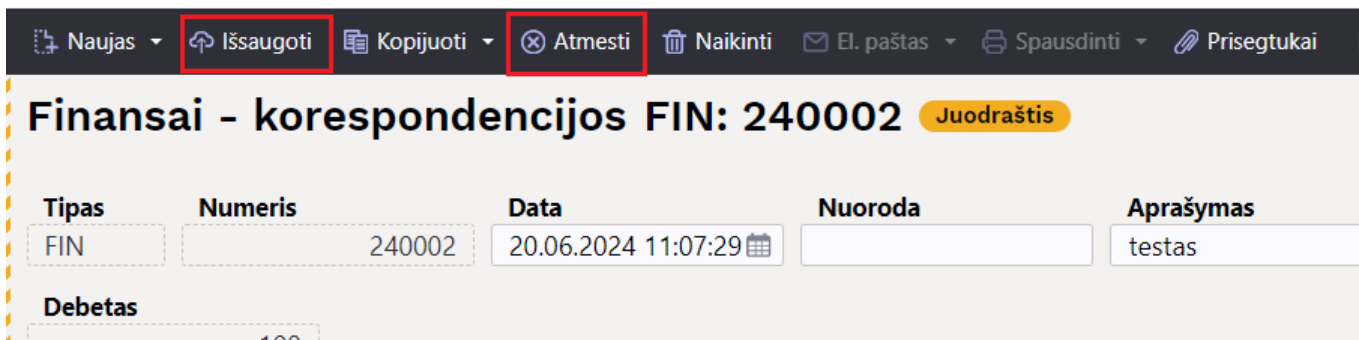 Naujas Išsaugoti Kopijuoti Atmesti Naikinti El. paštas Spausdinti Prisegtukai
Finansai - korespondencijos FIN: 240002 Juodraštis
Tipas Numeris Data Nuoroda Aprašymas
FIN 240002 20.06.2024 11:07:29 testas
Debetas